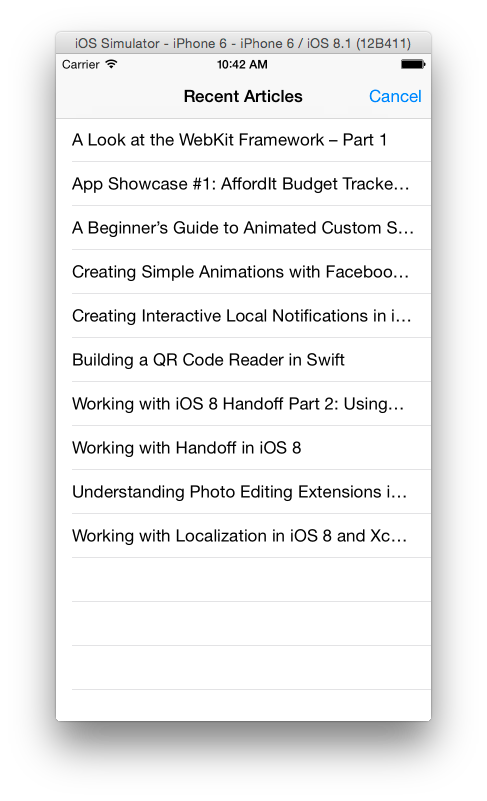 iOS Simulator - iPhone 6 - iPhone 6 / iOS 8.1 (12B411)
Carrier 10:42 AM
Recent Articles Cancel
A Look at the WebKit Framework – Part 1
App Showcase #1: AffordIt Budget Tracke…
A Beginner’s Guide to Animated Custom S…
Creating Simple Animations with Faceboo…
Creating Interactive Local Notifications in i…
Building a QR Code Reader in Swift
Working with iOS 8 Handoff Part 2: Using…
Working with Handoff in iOS 8
Understanding Photo Editing Extensions i…
Working with Localization in iOS 8 and Xc…